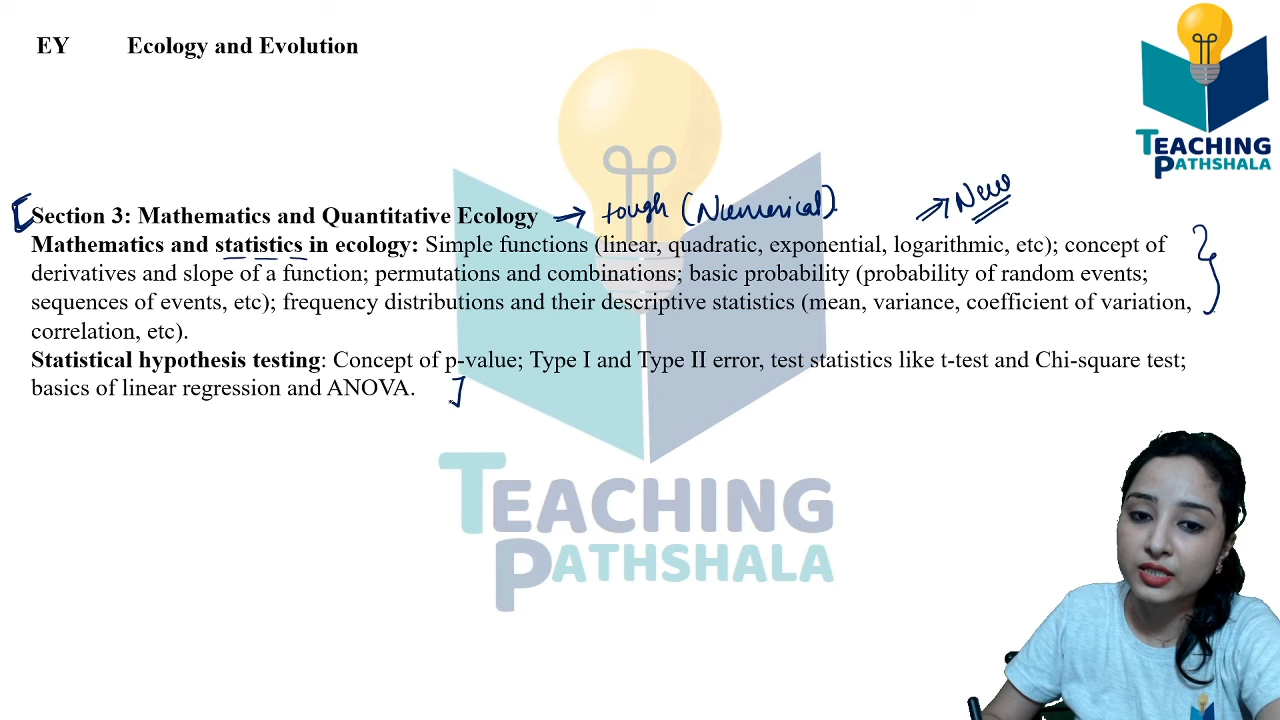 EY Ecology and Evolution
TEACHING
PATHSHALA
Section 3: Mathematics and Quantitative Ecology → tough (Numerical) → New
Mathematics and statistics in ecology: Simple functions (linear, quadratic, exponential, logarithmic, etc); concept of
derivatives and slope of a function; permutations and combinations; basic probability (probability of random events;
sequences of events, etc); frequency distributions and their descriptive statistics (mean, variance, coefficient of variation,
correlation, etc).
Statistical hypothesis testing: Concept of p-value; Type I and Type II error, test statistics like t-test and Chi-square test;
basics of linear regression and ANOVA.
TEACHING
PATHSHALA